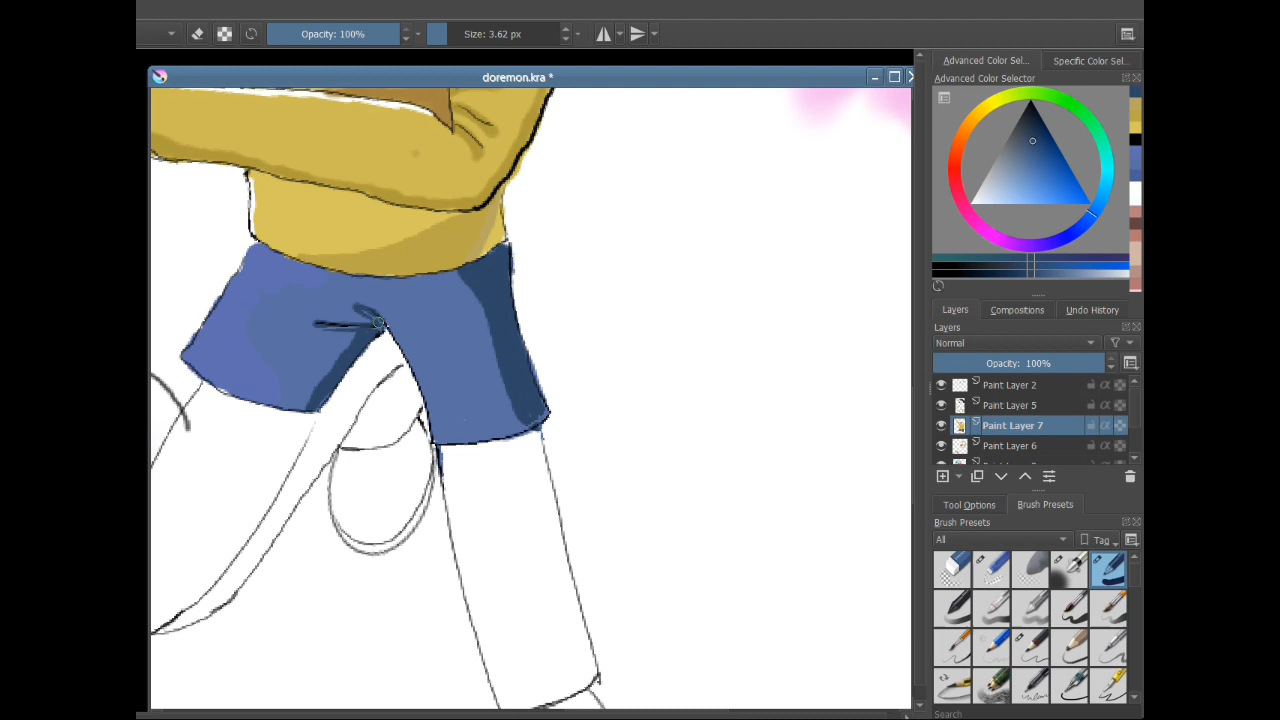 Opacity: 100%
Size: 3.62 px
doremon.kra *
Advanced Color Sel...
Specific Color Sel...
Advanced Color Selector
Layers
Compositions
Undo History
Layers
Normal
Opacity: 100%
Paint Layer 2
Paint Layer 5
Paint Layer 7
Paint Layer 6
Tool Options
Brush Presets
Brush Presets
All
Tag
Search